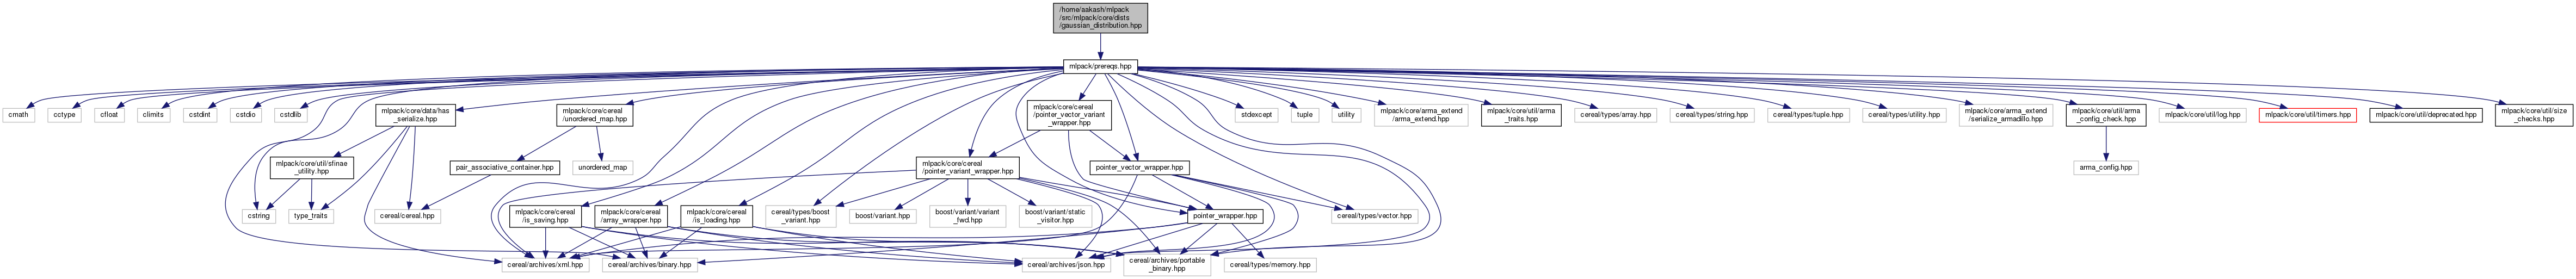 /home/aakash/mlpack
/src/mlpack/core/dists
/gaussian_distribution.hpp
mlpack/prereqs.hpp
cmath
cctype
cfloat
climits
cstdint
cstdio
cstdlib
mlpack/core/data/has
_serialize.hpp
mlpack/core/cereal
/unordered_map.hpp
mlpack/core/cereal
/pointer_vector_variant
_wrapper.hpp
stdexcept
tuple
utility
mlpack/core/arma_extend
/arma_extend.hpp
mlpack/core/util/arma
_traits.hpp
cereal/types/array.hpp
cereal/types/string.hpp
cereal/types/tuple.hpp
cereal/types/utility.hpp
mlpack/core/arma_extend
/serialize_armadillo.hpp
mlpack/core/util/arma
_config_check.hpp
mlpack/core/util/log.hpp
mlpack/core/util/timers.hpp
mlpack/core/util/deprecated.hpp
mlpack/core/util/size
_checks.hpp
mlpack/core/util/sfinae
_utility.hpp
pair_associative_container.hpp
unordered_map
mlpack/core/cereal
/pointer_variant_wrapper.hpp
pointer_vector_wrapper.hpp
arma_config.hpp
cstring
type_traits
cereal/cereal.hpp
mlpack/core/cereal
/is_saving.hpp
mlpack/core/cereal
/array_wrapper.hpp
mlpack/core/cereal
/is_loading.hpp
cereal/types/boost
_variant.hpp
boost/variant.hpp
boost/variant/variant
_fwd.hpp
boost/variant/static
_visitor.hpp
pointer_wrapper.hpp
cereal/types/vector.hpp
cereal/archives/xml.hpp
cereal/archives/binary.hpp
cereal/archives/json.hpp
cereal/archives/portable
_binary.hpp
cereal/types/memory.hpp